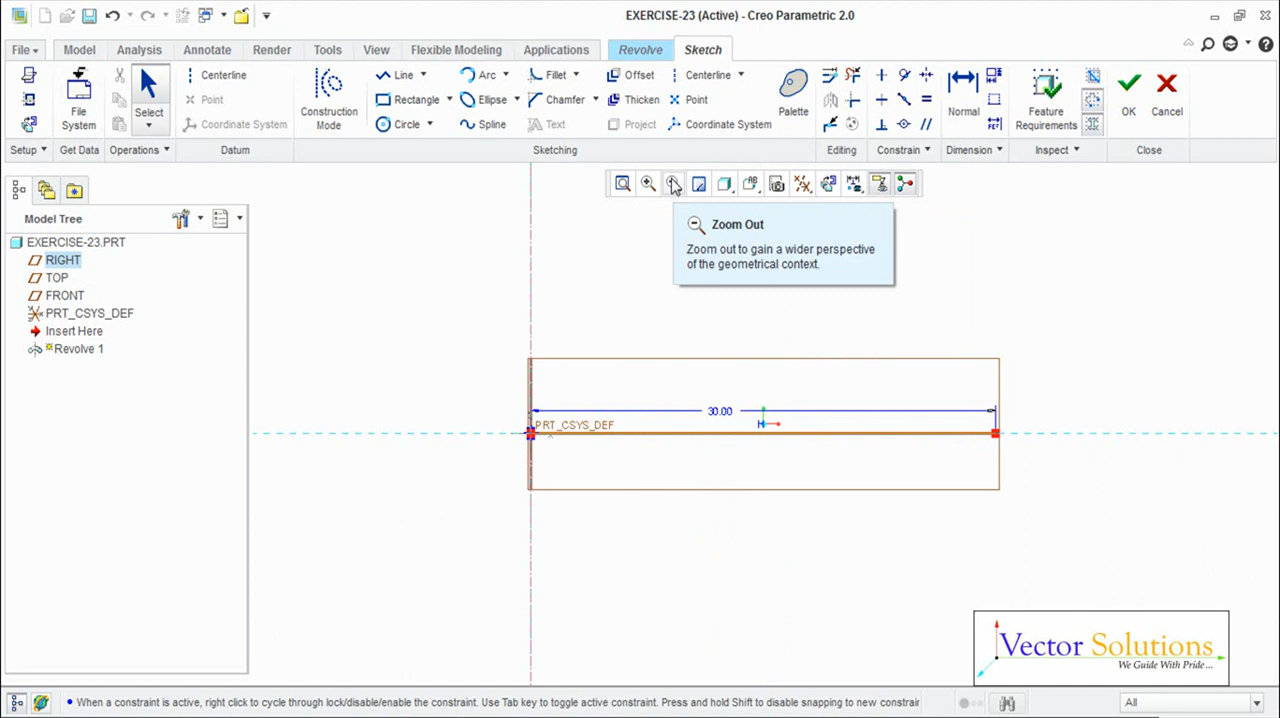 EXERCISE-23 (Active) - Creo Parametric 2.0
File Model Analysis Annotate Render Tools View Flexible Modeling Applications Revolve Sketch
Centerline Line Arc Fillet Offset Centerline
Point Rectangle Ellipse Chamfer Thicken Point
Coordinate System Circle Spline Text Project Coordinate System
File System Select Construction Mode Palette Normal Feature Requirements OK Cancel
Setup Get Data Operations Datum Sketching Editing Constrain Dimension Inspect Close
Model Tree
EXERCISE-23.PRT
RIGHT
TOP
FRONT
PRT_CSYS_DEF
Insert Here
Revolve 1
Zoom Out
Zoom out to gain a wider perspective
of the geometrical context.
30.00
PRT_CSYS_DEF
H
Vector Solutions
We Guide With Pride...
When a constraint is active, right click to cycle through lock/disable/enable the constraint. Use Tab key to toggle active constraint. Press and hold Shift to disable snapping to new constrain
All